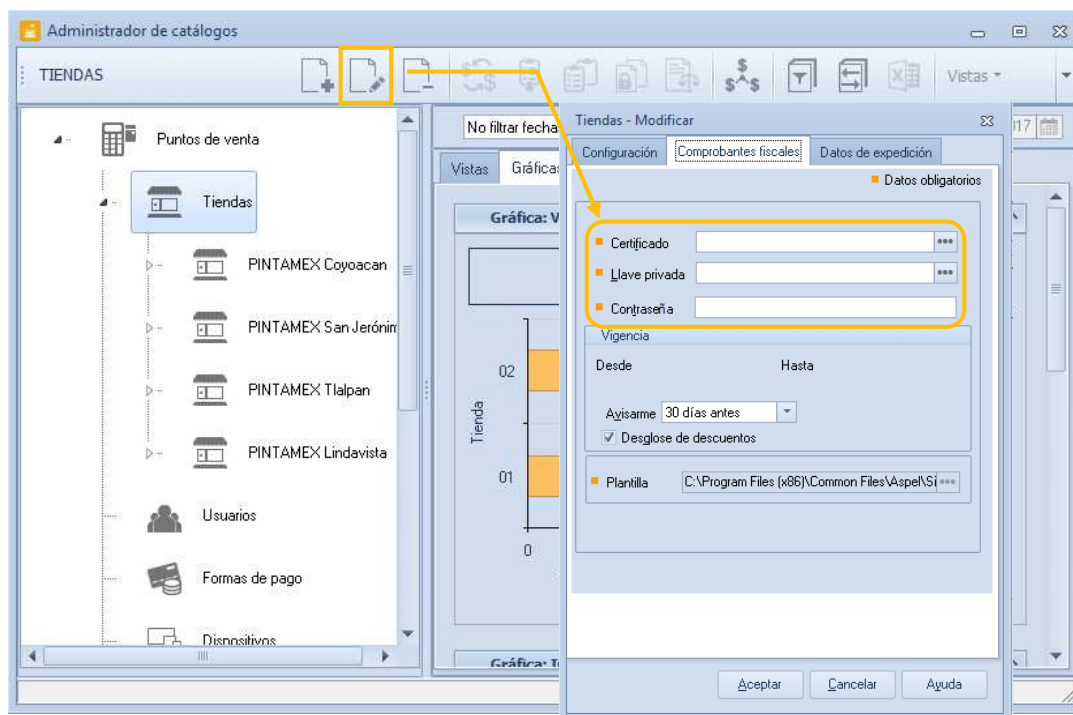 Administrador de catálogos
TIENDAS
Vistas
Puntos de venta
Tiendas
PINTAMEX Coyoacan
PINTAMEX San Jerónim
PINTAMEX Tlalpan
PINTAMEX Lindavista
Usuarios
Formas de pago
Dispositivos
No filtrar fecha
017
Vistas
Gráficas
Gráfica: V
Tienda
02
01
0
Gráfica:
Tiendas - Modificar
Configuración
Comprobantes fiscales
Datos de expedición
Datos obligatorios
Certificado
Llave privada
Contraseña
Vigencia
Desde
Hasta
Avisarme 30 días antes
Desglose de descuentos
Plantilla C:\Program Files (x86)\Common Files\Aspel\Si
Aceptar
Cancelar
Ayuda